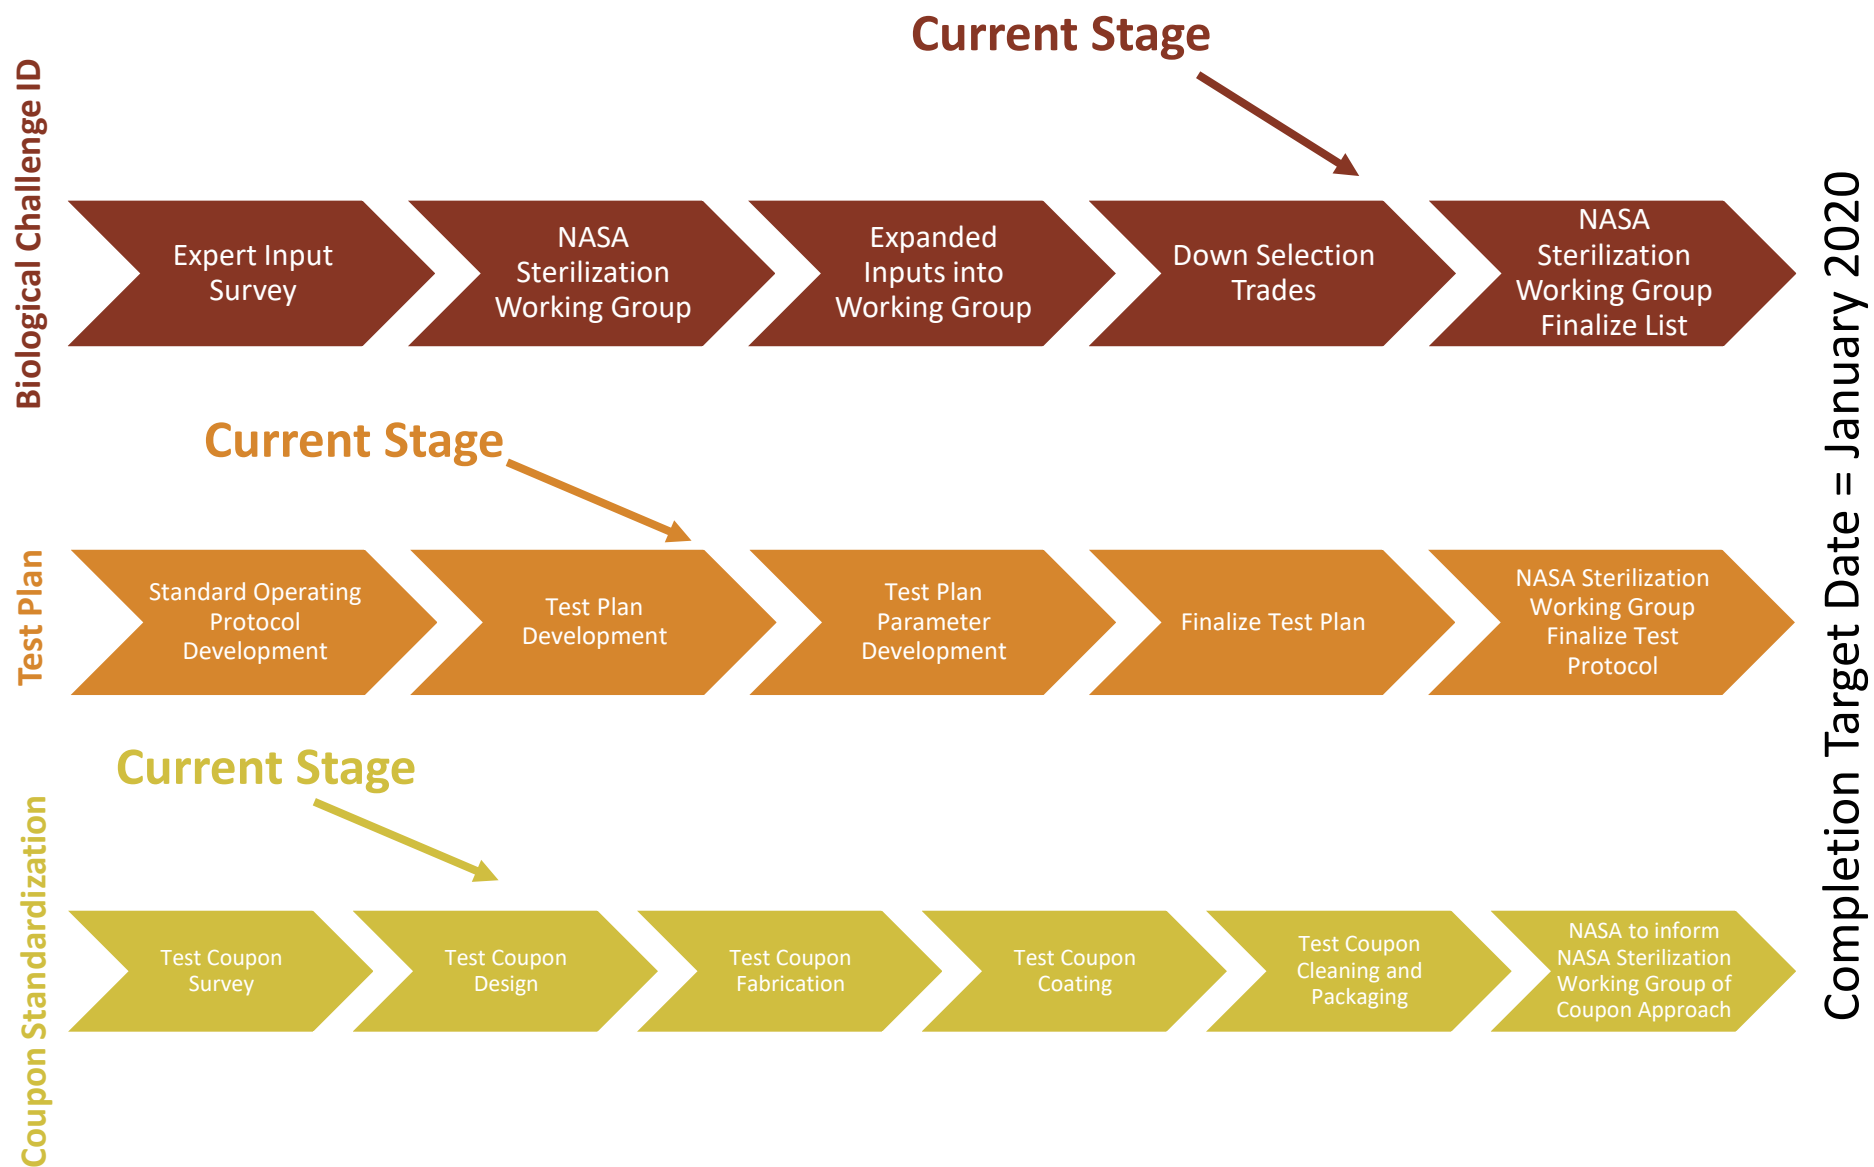 Current Stage
Biological Challenge ID
Expert Input
Survey
NASA
Sterilization
Working Group
Expanded
Inputs into
Working Group
Down Selection
Trades
NASA
Sterilization
Working Group
Finalize List
Current Stage
Test Plan
Standard Operating
Protocol
Development
Test Plan
Development
Test Plan
Parameter
Development
Finalize Test Plan
NASA Sterilization
Working Group
Finalize Test
Protocol
Current Stage
Coupon Standardization
Test Coupon
Survey
Test Coupon
Design
Test Coupon
Fabrication
Test Coupon
Coating
Test Coupon
Cleaning and
Packaging
NASA to inform
NASA Sterilization
Working Group of
Coupon Approach
Completion Target Date = January 2020